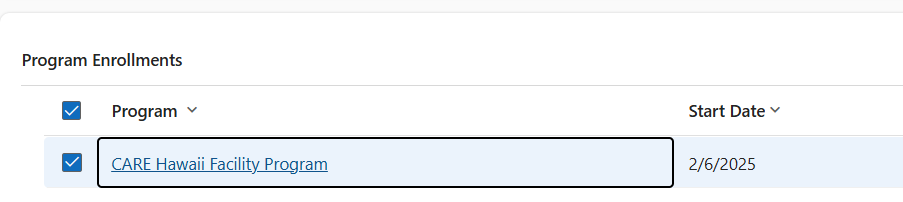 Program Enrollments
Program Start Date
CARE Hawaii Facility Program 2/6/2025